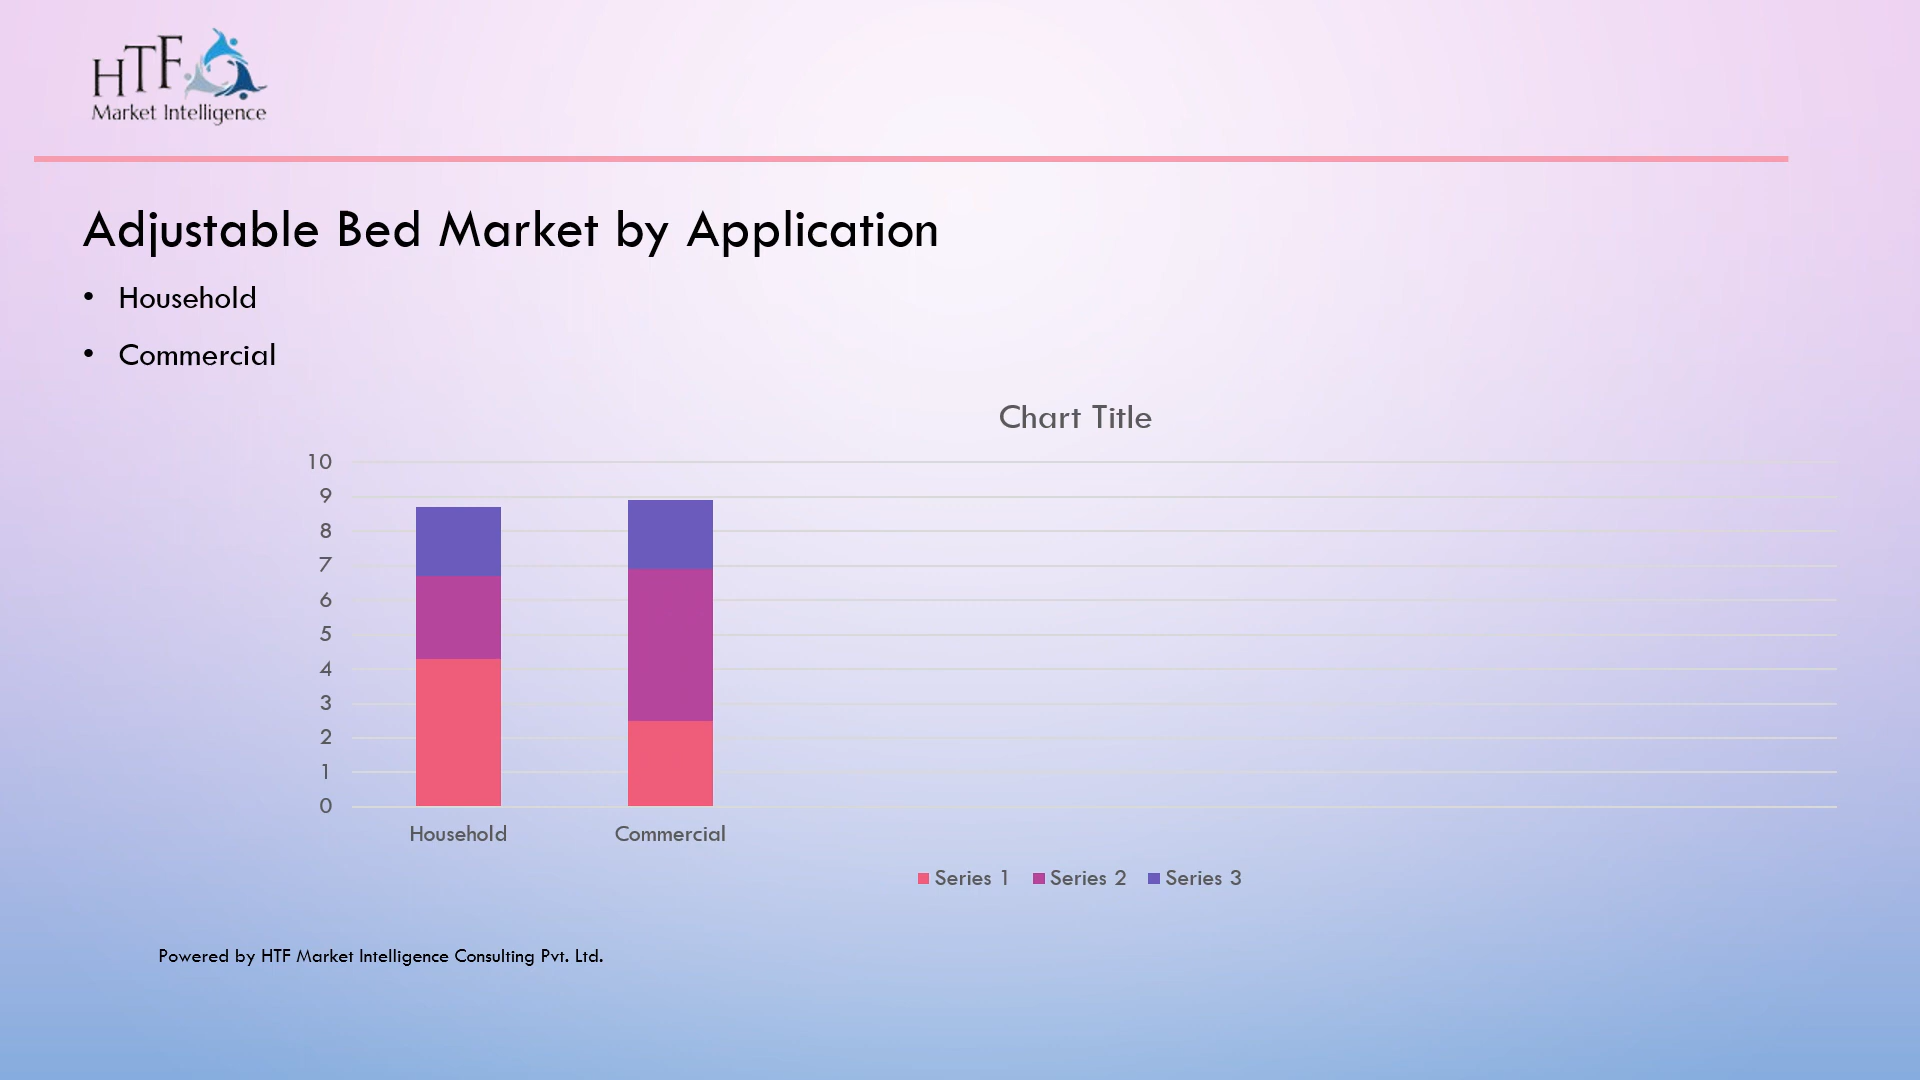 HTF
Market Intelligence
Adjustable Bed Market by Application
• Household
• Commercial
Chart Title
10
9
8
7
6
5
4
3
2
1
0
Household Commercial
Series 1 Series 2 Series 3
Powered by HTF Market Intelligence Consulting Pvt. Ltd.